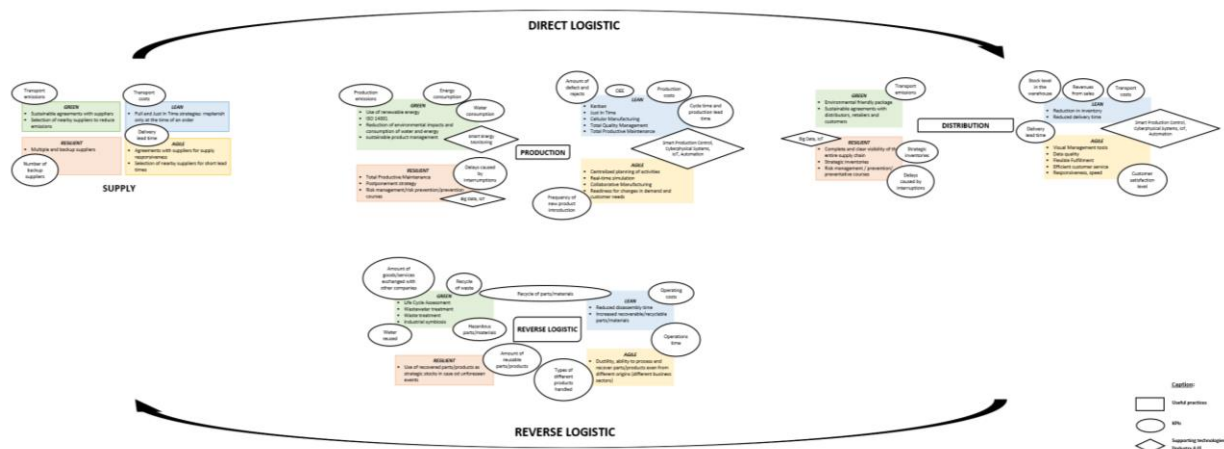 DIRECT LOGISTIC
Transport
emissions
GREEN
• Sustainable agreements with suppliers
• Selection of nearby suppliers to reduce
emissions
Transport
costs
LEAN
• Pull and Just In Time strategies: replenish
only at the time of an order
Delivery
lead time
RESILIENT
• Multiple and backup suppliers
Number of
backup
suppliers
AGILE
• Agreements with suppliers for supply
responsiveness
• Selection of nearby suppliers for short lead
times
SUPPLY
Production
emissions
Energy
consumption
Water
consumption
GREEN
• Use of renewable energy
• ISO 14001
• Reduction of environmental impacts and
consumption of water and energy
• sustainable product management
smart energy
monitoring
Amount of
defect and
rejects
OEE
Production
costs
Cycle time and
production lead
time
LEAN
• Kanban
• Just In Time
• Cellular Manufacturing
• Total Quality Management
• Total Productive Maintenance
Smart Production Control,
Cyberphysical Systems,
IoT, Automation
PRODUCTION
RESILIENT
• Total Productive Maintenance
• Postponement strategy
• Risk management/risk prevention/prevention
courses
Delays
caused by
interruptions
Big Data, IoT
AGILE
• Centralized planning of activities
• Real-time simulation
• Collaborative Manufacturing
• Readiness for changes in demand and
customer needs
Frequency of
new product
introduction
Transport
emissions
GREEN
• Environmental friendly package
• Sustainable agreements with
distributors, retailers and
customers
Stock level
in the
warehouse
Revenues
from sales
Transport
costs
LEAN
• Reduction in inventory
• Reduced delivery time
Delivery
lead time
Smart Production Control,
Cyberphysical Systems, IoT,
Automation
DISTRIBUTION
Big Data, IoT
RESILIENT
• Complete and clear visibility of the
entire supply chain
• Strategic inventories
• Risk management / prevention/
preventative courses
Strategic
inventories
Delays
caused by
interruptions
AGILE
• Visual Management tools
• Data quality
• Flexible Fulfillment
• Efficient customer service
• Responsiveness, speed
Customer
satisfaction
level
Amount of
goods/services
exchanged with
other companies
Recycle
of waste
Recycle of parts/materials
GREEN
• Life Cycle Assessment
• Wastewater treatment
• Waste treatment
• Industrial symbiosis
Water
reused
Hazardous
parts/materials
LEAN
• Reduced disassembly time
• Increased recoverable/recyclable
parts/materials
Operating
costs
Operations
time
REVERSE LOGISTIC
RESILIENT
• Use of recovered parts/products as
strategic stocks in case of unforeseen
events
Amount of
reusable
parts/products
Types of
different
products
handled
AGILE
• Ductility, ability to process and
recover parts/products even from
different origins (different business
sectors)
REVERSE LOGISTIC
Caption:
Useful practices
KPIs
Supporting technologies